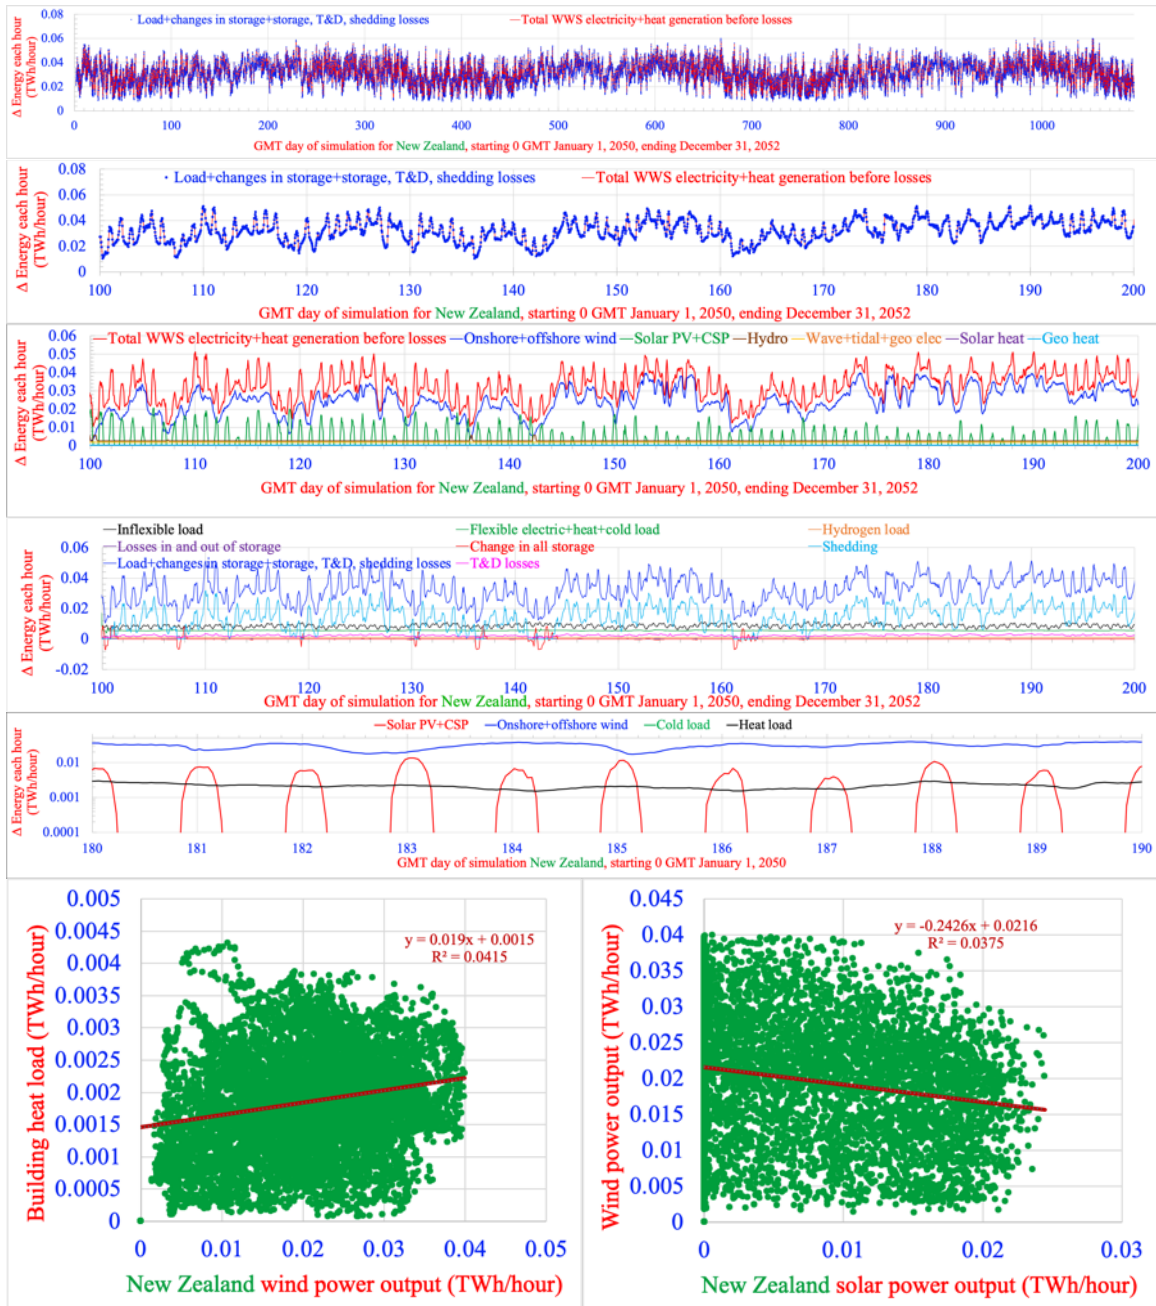 Load+changes in storage+storage, T&D, shedding losses
Total WWS electricity+heat generation before losses
Δ Energy each hour
(TWh/hour)
0.08
0.06
0.04
0.02
0
0 100 200 300 400 500 600 700 800 900 1000
GMT day of simulation for New Zealand, starting 0 GMT January 1, 2050, ending December 31, 2052
Load+changes in storage+storage, T&D, shedding losses
Total WWS electricity+heat generation before losses
Δ Energy each hour
(TWh/hour)
0.08
0.06
0.04
0.02
0
100 110 120 130 140 150 160 170 180 190 200
GMT day of simulation for New Zealand, starting 0 GMT January 1, 2050, ending December 31, 2052
Total WWS electricity+heat generation before losses Onshore+offshore wind Solar PV+CSP Hydro Wave+tidal+geo elec Solar heat Geo heat
Δ Energy each hour
(TWh/hour)
0.06
0.05
0.04
0.03
0.02
0.01
0
100 110 120 130 140 150 160 170 180 190 200
GMT day of simulation for New Zealand, starting 0 GMT January 1, 2050, ending December 31, 2052
Inflexible load Flexible electric+heat+cold load Hydrogen load
Losses in and out of storage Change in all storage Shedding
Load+changes in storage+storage, T&D, shedding losses T&D losses
Δ Energy each hour
(TWh/hour)
0.06
0.04
0.02
0
-0.02
100 110 120 130 140 150 160 170 180 190 200
GMT day of simulation for New Zealand, starting 0 GMT January 1, 2050, ending December 31, 2052
Solar PV+CSP Onshore+offshore wind Cold load Heat load
Δ Energy each hour
(TWh/hour)
0.01
0.001
0.0001
180 181 182 183 184 185 186 187 188 189 190
GMT day of simulation New Zealand, starting 0 GMT January 1, 2050
Building heat load (TWh/hour)
0.005
0.0045
0.004
0.0035
0.003
0.0025
0.002
0.0015
0.001
0.0005
0
y = 0.019x + 0.0015
R² = 0.0415
0 0.01 0.02 0.03 0.04 0.05
New Zealand wind power output (TWh/hour)
Wind power output (TWh/hour)
0.045
0.04
0.035
0.03
0.025
0.02
0.015
0.01
0.005
0
y = -0.2426x + 0.0216
R² = 0.0375
0 0.01 0.02 0.03
New Zealand solar power output (TWh/hour)